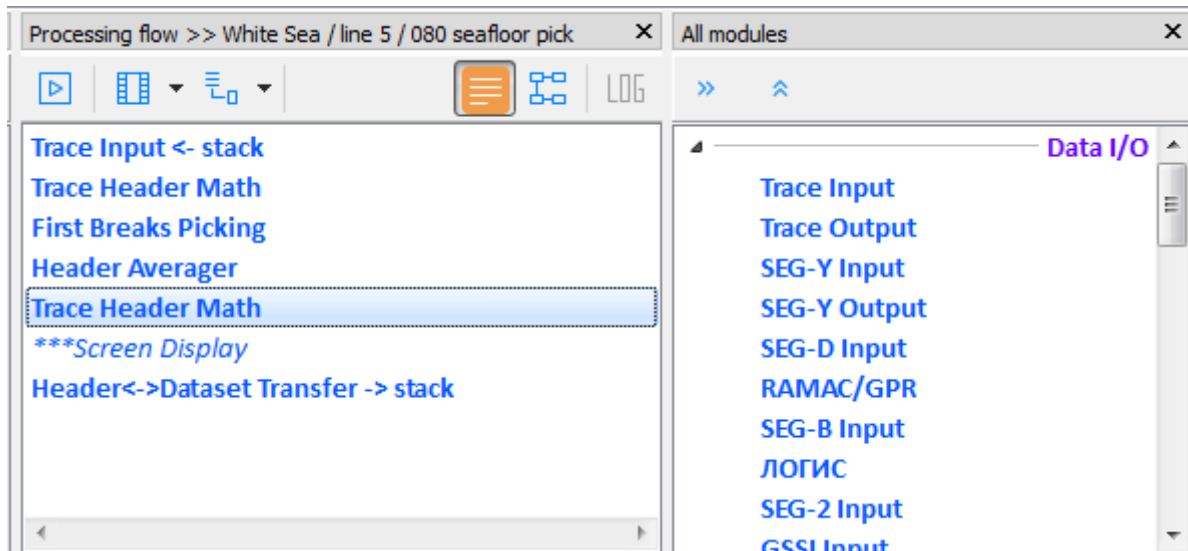 Processing flow >> White Sea / line 5 / 080 seafloor pick
All modules
LOG
Trace Input <- stack
Trace Header Math
First Breaks Picking
Header Averager
Trace Header Math
***Screen Display
Header<->Dataset Transfer -> stack
Data I/O
Trace Input
Trace Output
SEG-Y Input
SEG-Y Output
SEG-D Input
RAMAC/GPR
SEG-B Input
ЛОГИС
SEG-2 Input
GSSI Input